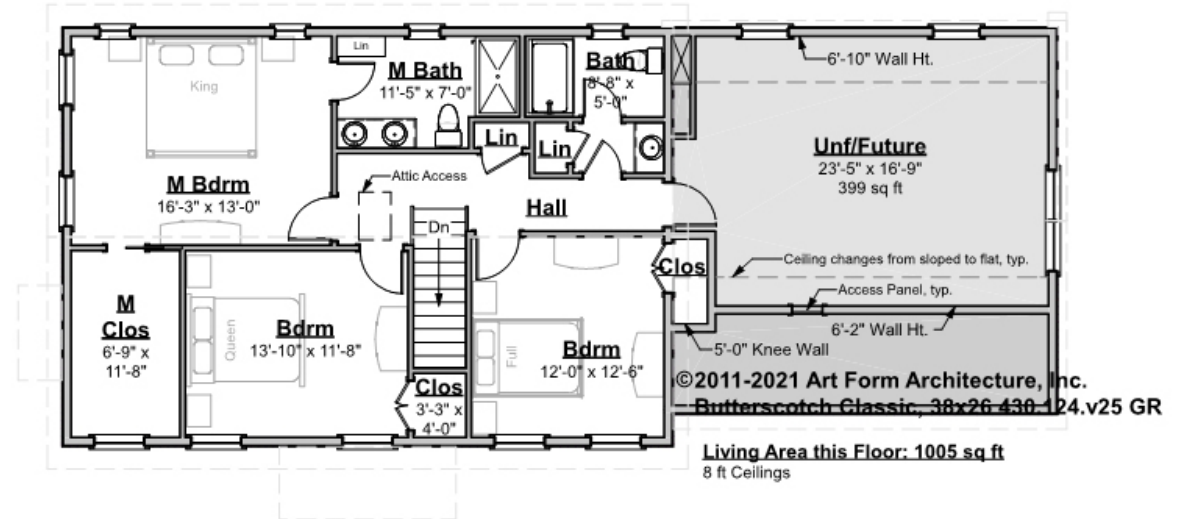 Lin
King
M Bath
11'-5" x 7'-0"
Bath
8'-8" x
5'-0"
6'-10" Wall Ht.
Lin
Lin
Unf/Future
23'-5" x 16'-9"
399 sq ft
M Bdrm
16'-3" x 13'-0"
Attic Access
Hall
Dn
Clos
Ceiling changes from sloped to flat, typ.
Access Panel, typ.
M
Clos
6'-9" x
11'-8"
Queen
Bdrm
13'-10" x 11'-8"
Full
Bdrm
12'-0" x 12'-6"
6'-2" Wall Ht.
5'-0" Knee Wall
Clos
3'-3" x
4'-0"
©2011-2021 Art Form Architecture, Inc.
Butterscotch Classic, 38x26 430.124.v25 GR
Living Area this Floor: 1005 sq ft
8 ft Ceilings